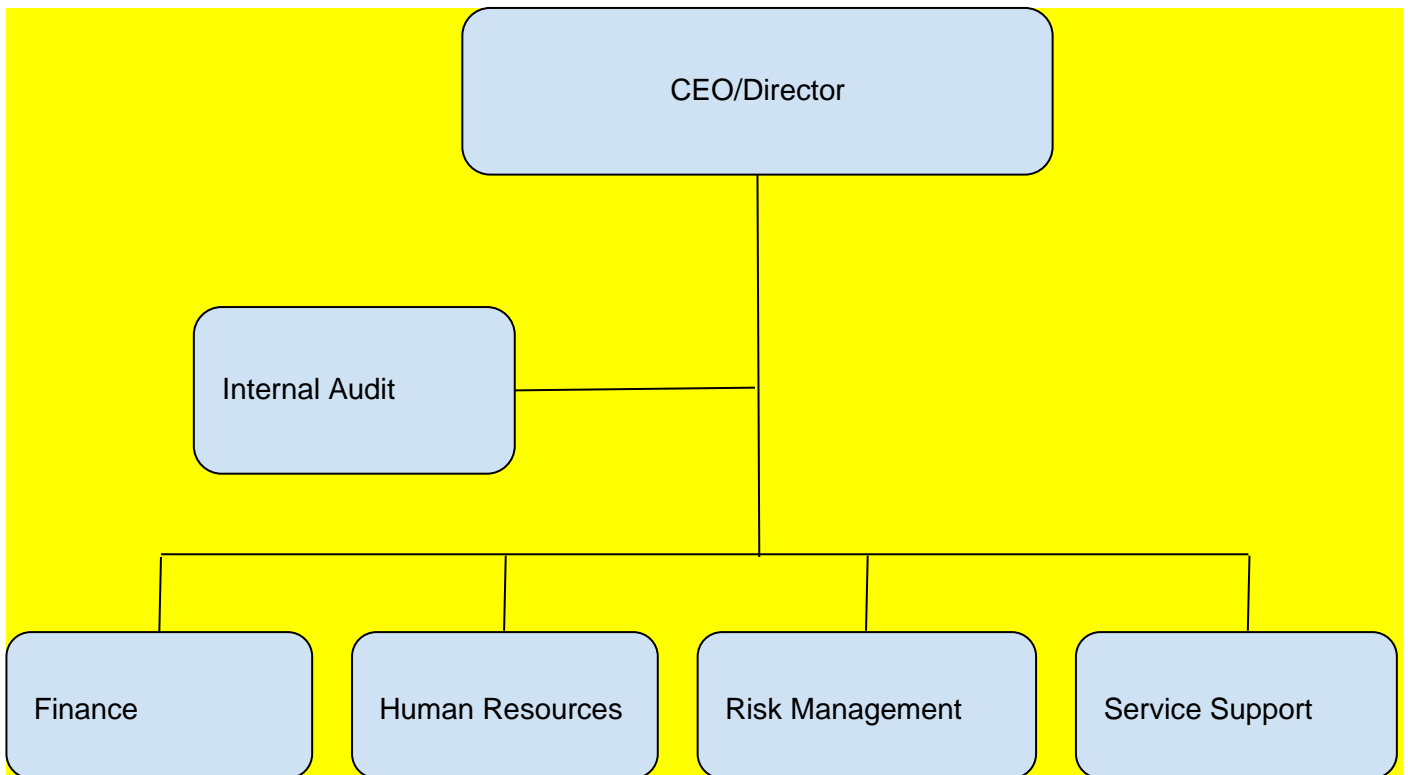 CEO/Director
Internal Audit
Finance
Human Resources
Risk Management
Service Support